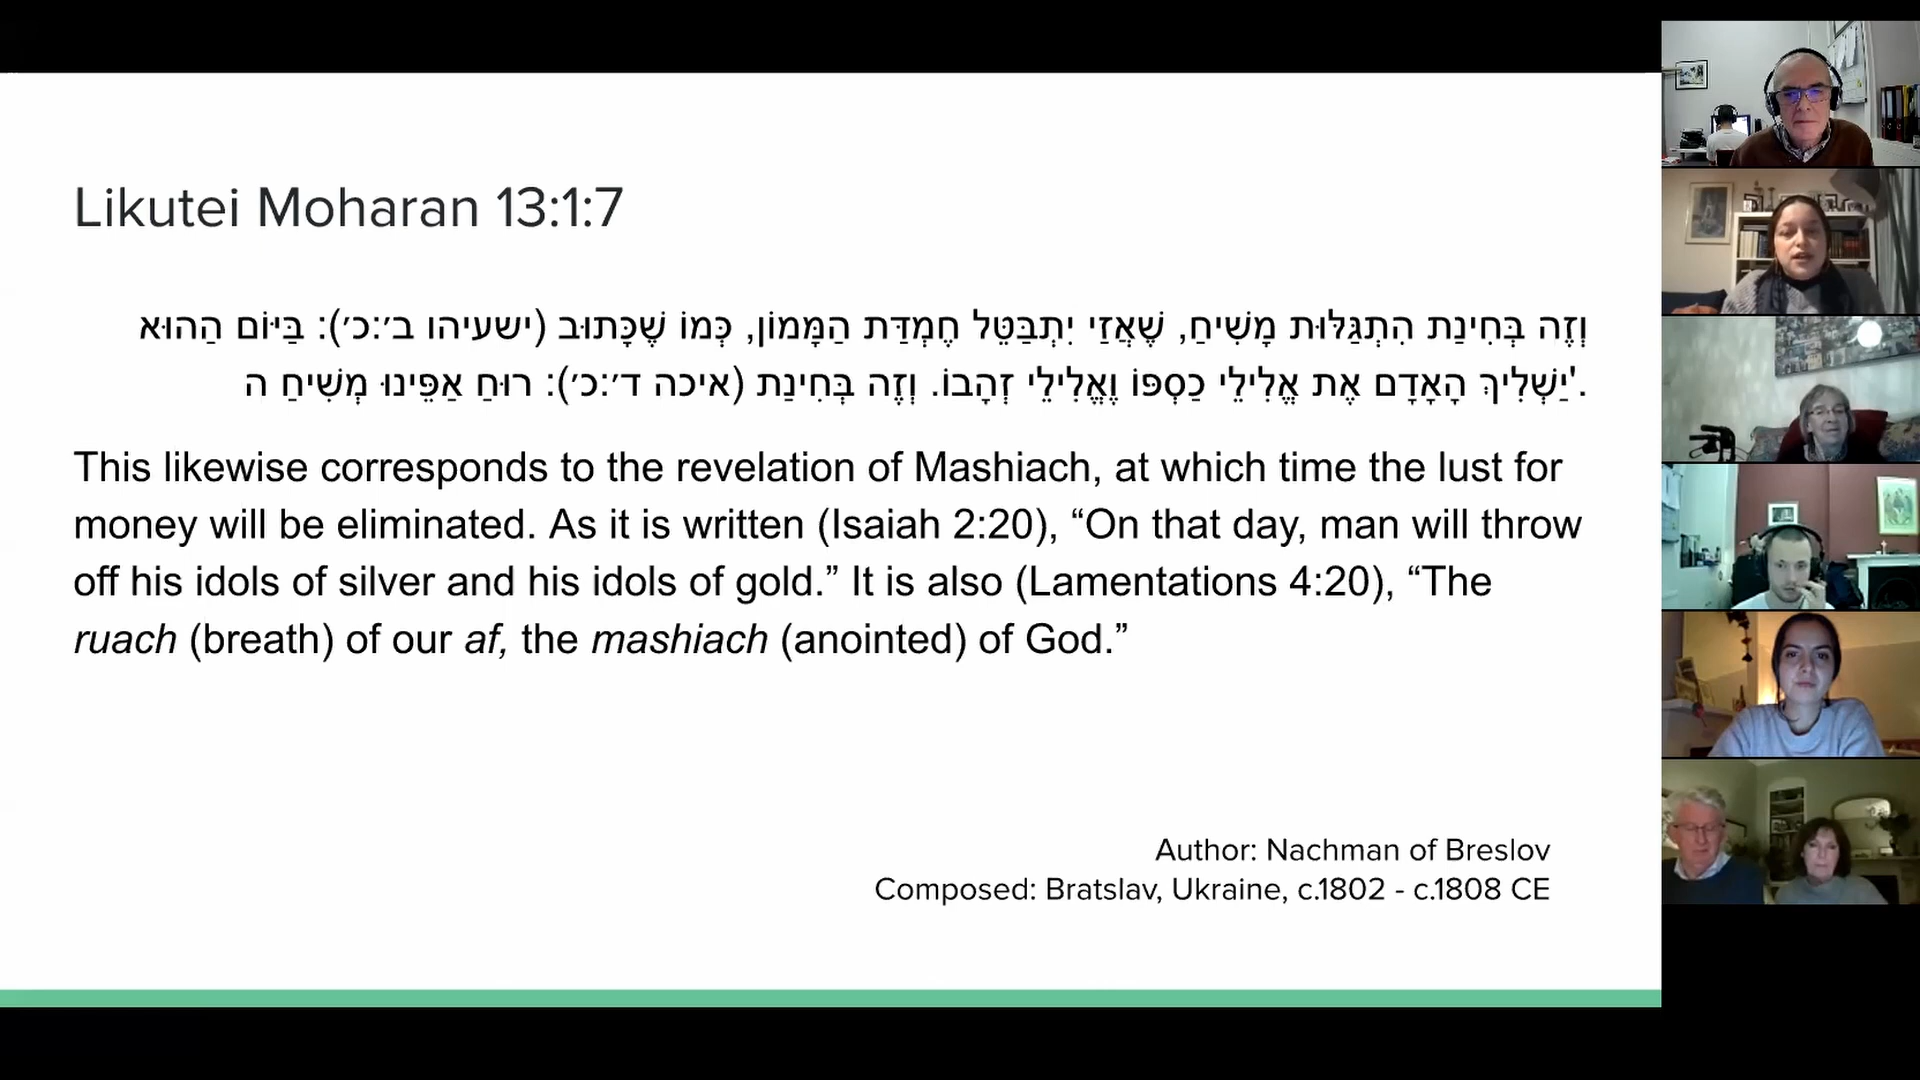 Likutei Moharan 13:1:7
וְזֶה בְּחִינַת הִתְגַּלּוּת מָשִׁיחַ, שֶׁאֲזַי יִתְבַּטֵּל חֶמְדַּת הַמָּמוֹן, כְּמוֹ שֶׁכָּתוּב (ישעיהו ב׳:כ׳): בַּיּוֹם הַהוּא
.'יַשְׁלִיךְ הָאָדָם אֶת אֱלִילֵי כַסְפּוֹ וֶאֱלִילֵי זְהָבוֹ. וְזֶה בְּחִינַת (איכה ד׳:כ׳): רוּחַ אַפֵּינוּ מְשִׁיחַ ה
This likewise corresponds to the revelation of Mashiach, at which time the lust for
money will be eliminated. As it is written (Isaiah 2:20), “On that day, man will throw
off his idols of silver and his idols of gold.” It is also (Lamentations 4:20), “The
ruach (breath) of our af, the mashiach (anointed) of God.”
Author: Nachman of Breslov
Composed: Bratslav, Ukraine, c.1802 - c.1808 CE